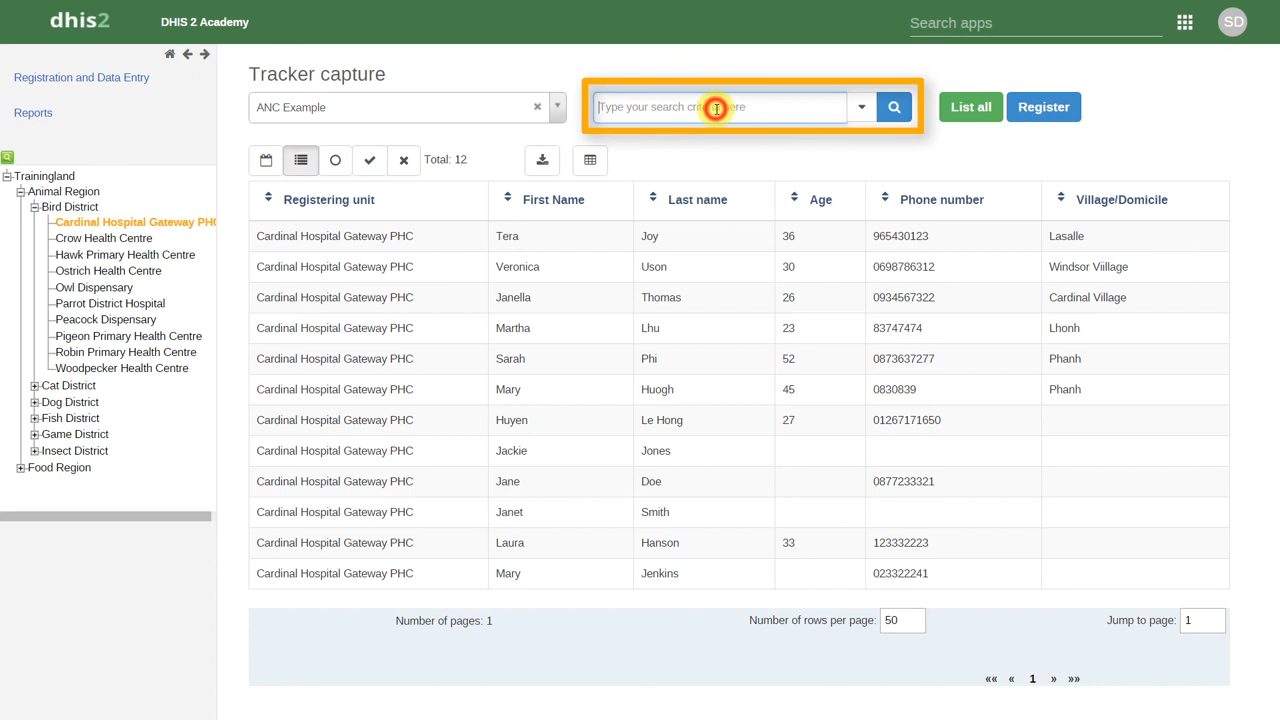 dhis2
DHIS 2 Academy
Search apps
SD
Registration and Data Entry
Reports
Trainingland
Animal Region
Bird District
Cardinal Hospital Gateway PHC
Crow Health Centre
Hawk Primary Health Centre
Ostrich Health Centre
Owl Dispensary
Parrot District Hospital
Peacock Dispensary
Pigeon Primary Health Centre
Robin Primary Health Centre
Woodpecker Health Centre
Cat District
Dog District
Fish District
Game District
Insect District
Food Region
Tracker capture
ANC Example
Type your search criteria here
List all
Register
Total: 12
Registering unit First Name Last name Age Phone number Village/Domicile
Cardinal Hospital Gateway PHC Tera Joy 36 965430123 Lasalle
Cardinal Hospital Gateway PHC Veronica Uson 30 0698786312 Windsor Viillage
Cardinal Hospital Gateway PHC Janella Thomas 26 0934567322 Cardinal Village
Cardinal Hospital Gateway PHC Martha Lhu 23 83747474 Lhonh
Cardinal Hospital Gateway PHC Sarah Phi 52 0873637277 Phanh
Cardinal Hospital Gateway PHC Mary Huogh 45 0830839 Phanh
Cardinal Hospital Gateway PHC Huyen Le Hong 27 01267171650
Cardinal Hospital Gateway PHC Jackie Jones
Cardinal Hospital Gateway PHC Jane Doe 0877233321
Cardinal Hospital Gateway PHC Janet Smith
Cardinal Hospital Gateway PHC Laura Hanson 33 123332223
Cardinal Hospital Gateway PHC Mary Jenkins 023322241
Number of pages: 1 Number of rows per page: 50 Jump to page: 1
«« « 1 » »»